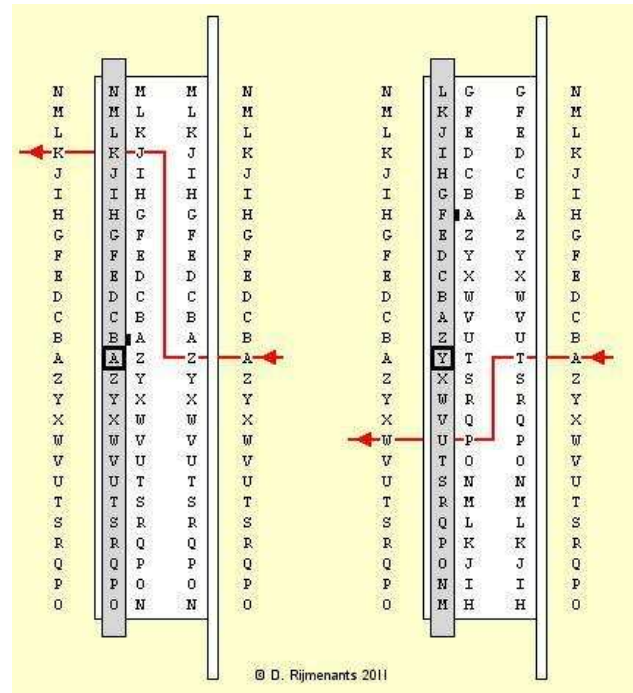 N N M M N N L G G N
M M L L M M K F F M
L L K K L L J E E L
K K J J K K I D D K
J J I I J J H C C J
I I H H I I G B B I
H H G G H H F A A H
G G F F G G E Z Z G
F F E E F F D Y Y F
E E D D E E C X X E
D D C C D D B W W D
C C B B C C A V V C
B B A A B B Z U U B
A A Z Z A A Y T T A
Z Z Y Y Z Z X S S Z
Y Y X X Y Y W R R Y
X X W W X X V Q Q X
W W V V W W U P P W
V V U U V V T O O V
U U T T U U S N N U
T T S S T T R M M T
S S R R S S Q L L S
R R Q Q R R P K K R
Q Q P P Q Q O J J Q
P P O O P P N I I P
O O N N O O M H H O
© D. Rijmenants 2011